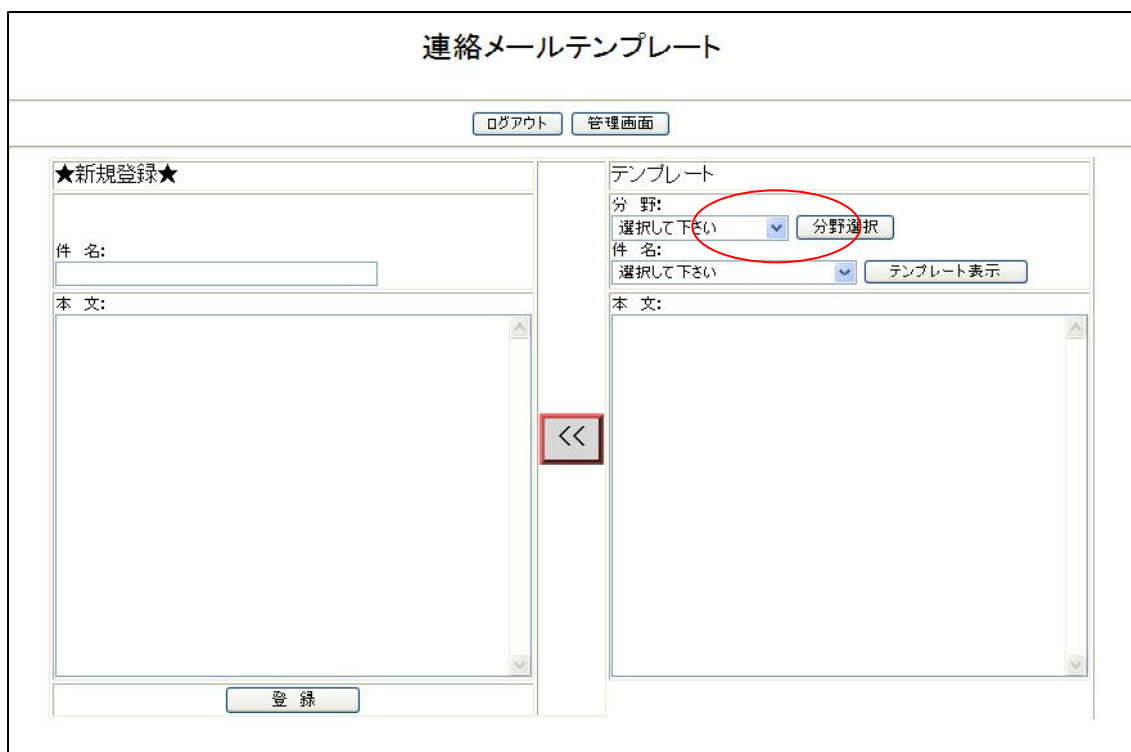 連絡メールテンプレート
ログアウト 管理画面
★新規登録★
件 名:
本 文:
登 録
<<
テンプレート
分 野:
選択して下さい 分野選択
件 名:
選択して下さい テンプレート表示
本 文: